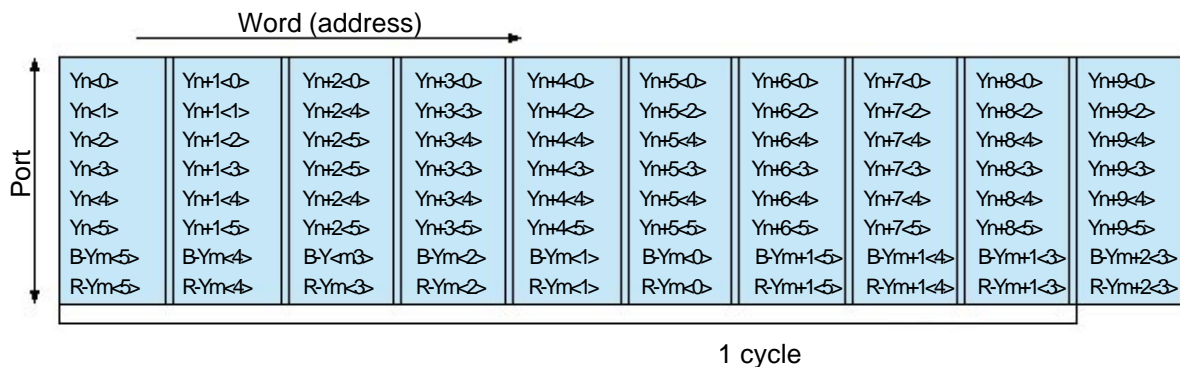 Word (address)
Port
Yn<0> Yn+1<0> Yn+2<0> Yn+3<0> Yn+4<0> Yn+5<0> Yn+6<0> Yn+7<0> Yn+8<0> Yn+9<0>
Yn<1> Yn+1<1> Yn+2<4> Yn+3<3> Yn+4<2> Yn+5<2> Yn+6<2> Yn+7<2> Yn+8<2> Yn+9<2>
Yn<2> Yn+1<2> Yn+2<5> Yn+3<4> Yn+4<4> Yn+5<4> Yn+6<4> Yn+7<4> Yn+8<4> Yn+9<4>
Yn<3> Yn+1<3> Yn+2<5> Yn+3<4> Yn+4<3> Yn+5<3> Yn+6<3> Yn+7<3> Yn+8<3> Yn+9<3>
Yn<4> Yn+1<4> Yn+2<4> Yn+3<4> Yn+4<4> Yn+5<4> Yn+6<4> Yn+7<4> Yn+8<4> Yn+9<4>
Yn<5> Yn+1<5> Yn+2<5> Yn+3<5> Yn+4<5> Yn+5<5> Yn+6<5> Yn+7<5> Yn+8<5> Yn+9<5>
B-Ym<5> B-Ym<4> B-Y<m3> B-Ym<2> B-Ym<1> B-Ym<0> B-Ym+1<5> B-Ym+1<4> B-Ym+1<3> B-Ym+2<3>
R-Ym<5> R-Ym<4> R-Ym<3> R-Ym<2> R-Ym<1> R-Ym<0> R-Ym+1<5> R-Ym+1<4> R-Ym+1<3> R-Ym+2<3>
1 cycle